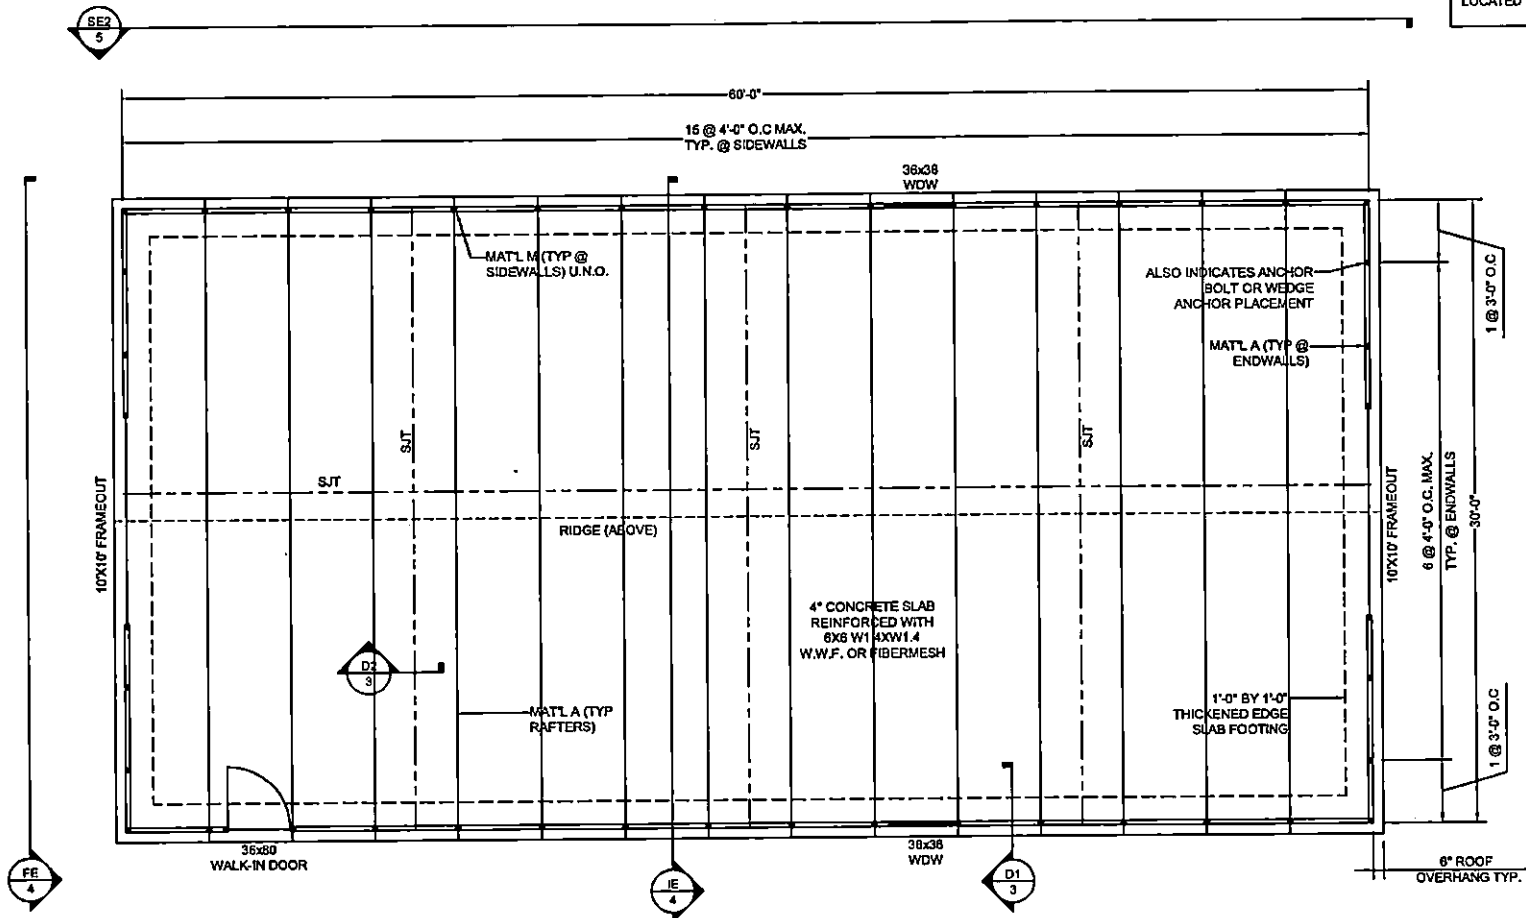 LOCATED
SE2
5
60'-0"
15 @ 4'-0" O.C MAX.
TYP. @ SIDEWALLS
36x36
WDW
MAT'L M (TYP @
SIDEWALLS) U.N.O.
ALSO INDICATES ANCHOR
BOLT OR WEDGE
ANCHOR PLACEMENT
MAT'L A (TYP @
ENDWALLS)
1 @ 3'-0" O.C
SJT
SJT
SJT
SJT
RIDGE (ABOVE)
10'X10' FRAMEOUT
10'X10' FRAMEOUT
6 @ 4'-0" O.C. MAX.
TYP. @ ENDWALLS
30'-0"
4" CONCRETE SLAB
REINFORCED WITH
6X6 W1.4XW1.4
W.W.F. OR FIBERMESH
D2
3
MAT'L A (TYP
RAFTERS)
1'-0" BY 1'-0"
THICKENED EDGE
SLAB FOOTING
1 @ 3'-0" O.C
36x80
WALK-IN DOOR
36x36
WDW
6" ROOF
OVERHANG TYP.
FE
4
IE
4
D1
3